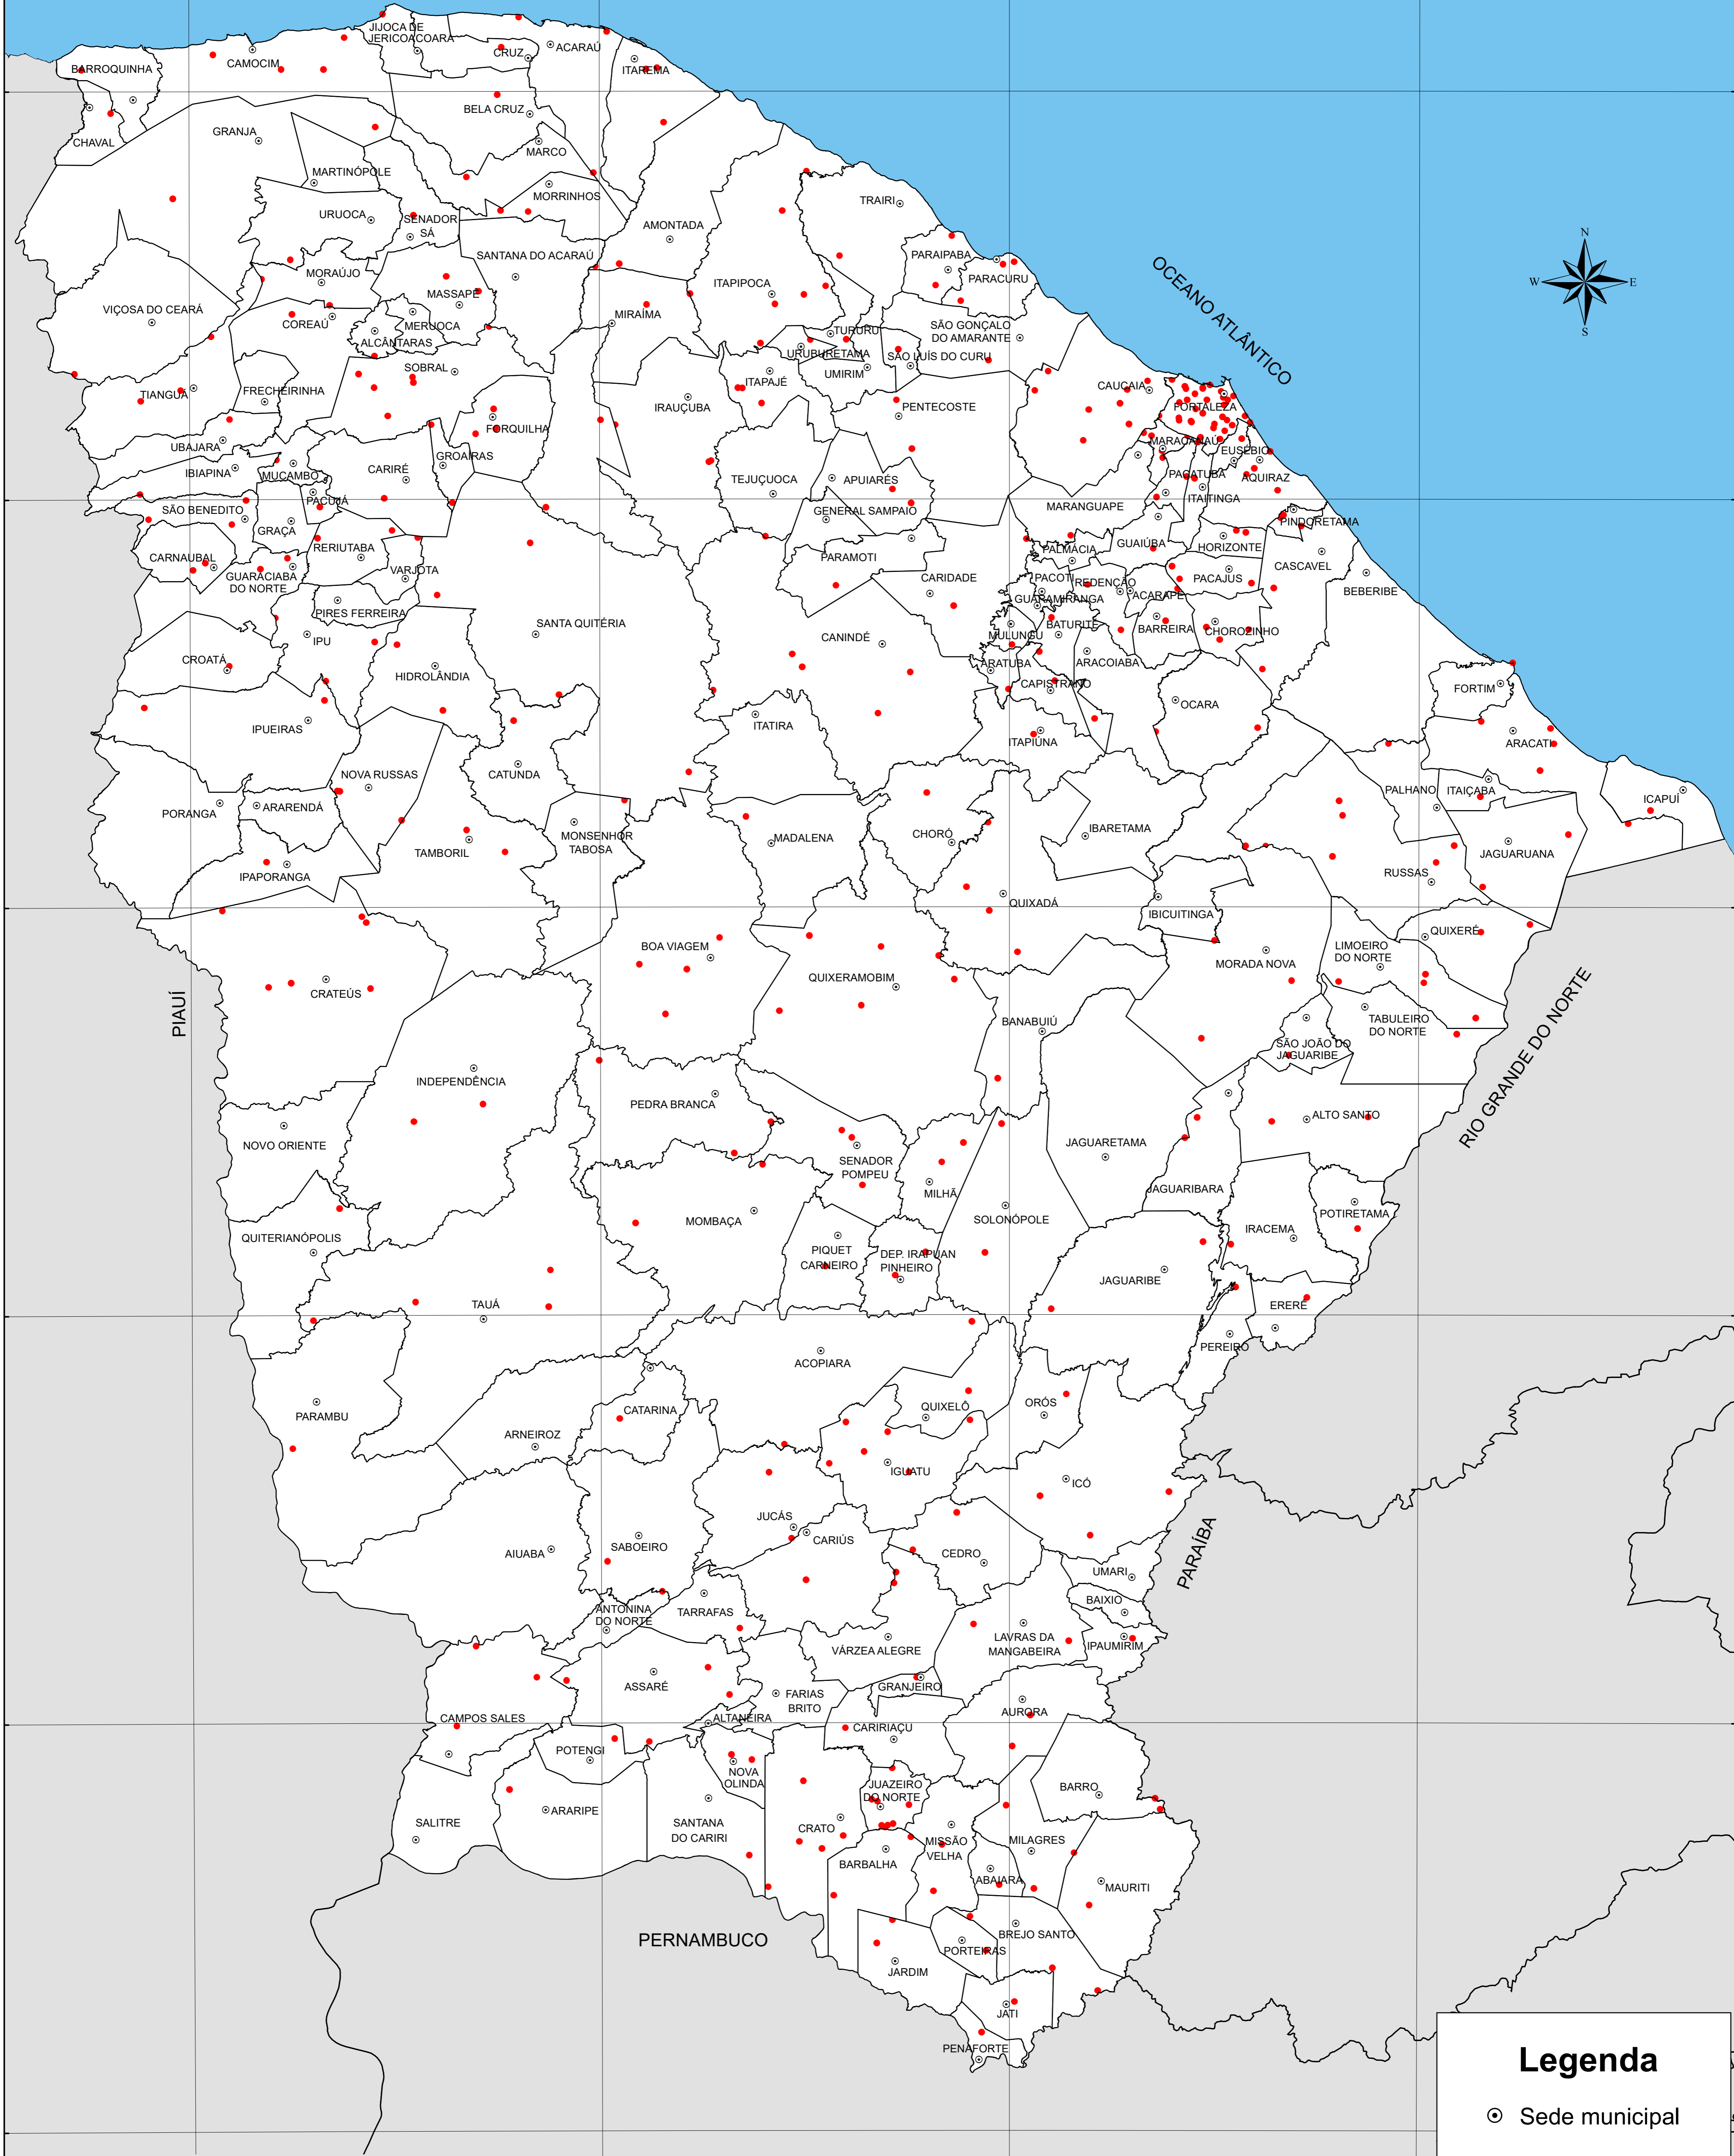 JIJOCA DE
JERICOACOARA
CRUZ
ACARAÚ
BARROQUINHA
CAMOCIM
ITAREMA
CHAVAL
GRANJA
BELA CRUZ
MARCO
MARTINÓPOLE
MORRINHOS
URUOCA
SENADOR
SÁ
AMONTADA
TRAIRI
N
W
E
S
OCEANO ATLÂNTICO
SANTANA DO ACARAÚ
MORAÚJO
MASSAPÊ
ITAPIPOCA
PARAIPABA
PARACURU
VIÇOSA DO CEARÁ
COREAÚ
MERUOCA
ALCÂNTARAS
MIRAÍMA
TURURU
URUBURETAMA
SÃO GONÇALO
DO AMARANTE
SÃO LUÍS DO CURU
UMIRIM
SOBRAL
TIANGUÁ
FRECHEIRINHA
ITAPAJÉ
IRAUÇUBA
PENTECOSTE
CAUCAIA
FORTALEZA
FORQUILHA
UBAJARA
IBIAPINA
MUCAMBO
CARIRÉ
GROAÍRAS
TEJUÇUOCA
APUIARÉS
MARACANAÚ
EUSÉBIO
PACATUBA
AQUIRAZ
ITAITINGA
PACUJÁ
SÃO BENEDITO
GRAÇA
GENERAL SAMPAIO
MARANGUAPE
PINDORETAMA
CARNAUBAL
RERIUTABA
VARJOTA
GUARACIABA
DO NORTE
PARAMOTI
CARIDADE
PALMÁCIA
GUAIÚBA
HORIZONTE
CASCAVEL
BEBERIBE
PACOTI
REDENÇÃO
PACAJUS
GUARAMIRANGA
ACARAPE
PIRES FERREIRA
SANTA QUITÉRIA
CANINDÉ
MULUNGU
BATURITÉ
BARREIRA
CHOROZINHO
IPU
CROATÁ
HIDROLÂNDIA
ARATUBA
ARACOIABA
CAPISTRANO
OCARA
FORTIM
IPUEIRAS
ITATIRA
ITAPIÚNA
ARACATI
NOVA RUSSAS
CATUNDA
PORANGA
ARARENDÁ
PALHANO
ITAIÇABA
ICAPUÍ
TAMBORIL
MONSENHOR
TABOSA
MADALENA
CHORÓ
IBARETAMA
JAGUARUANA
IPAPORANGA
RUSSAS
QUIXADÁ
IBICUITINGA
QUIXERÉ
BOA VIAGEM
QUIXERAMOBIM
MORADA NOVA
LIMOEIRO
DO NORTE
CRATEÚS
PIAUÍ
BANABUIÚ
TABULEIRO
DO NORTE
SÃO JOÃO DO
JAGUARIBE
RIO GRANDE DO NORTE
INDEPENDÊNCIA
PEDRA BRANCA
ALTO SANTO
NOVO ORIENTE
JAGUARETAMA
SENADOR
POMPEU
MILHÃ
JAGUARIBARA
POTIRETAMA
MOMBAÇA
SOLONÓPOLE
IRACEMA
QUITERIANÓPOLIS
PIQUET
CARNEIRO
DEP. IRAPUAN
PINHEIRO
JAGUARIBE
TAUÁ
ERERÊ
PEREIRO
ACOPIARA
PARAMBU
CATARINA
QUIXELÔ
ORÓS
ARNEIROZ
IGUATU
ICÓ
JUCÁS
CARIÚS
PARAÍBA
AIUABA
SABOEIRO
CEDRO
UMARI
BAIXIO
ANTONINA
DO NORTE
TARRAFAS
VÁRZEA ALEGRE
LAVRAS DA
MANGABEIRA
IPAUMIRIM
ASSARÉ
GRANJEIRO
FARIAS
BRITO
AURORA
CAMPOS SALES
ALTANEIRA
CARIRIAÇU
POTENGI
NOVA
OLINDA
JUAZEIRO
DO NORTE
BARRO
ARARIPE
SALITRE
SANTANA
DO CARIRI
CRATO
MISSÃO
VELHA
MILAGRES
BARBALHA
ABAIARA
MAURITI
PERNAMBUCO
PORTEIRAS
BREJO SANTO
JARDIM
JATI
PENAFORTE
Legenda
Sede municipal